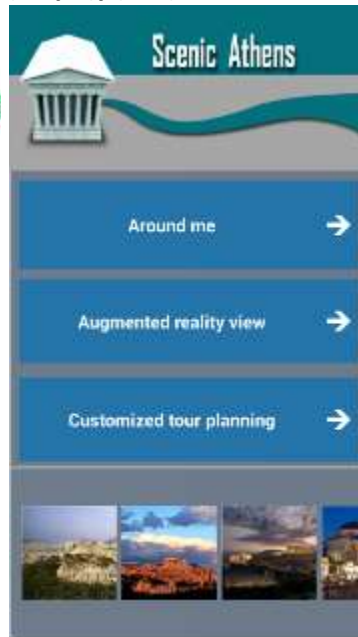 Scenic Athens
Around me
Augmented reality view
Customized tour planning